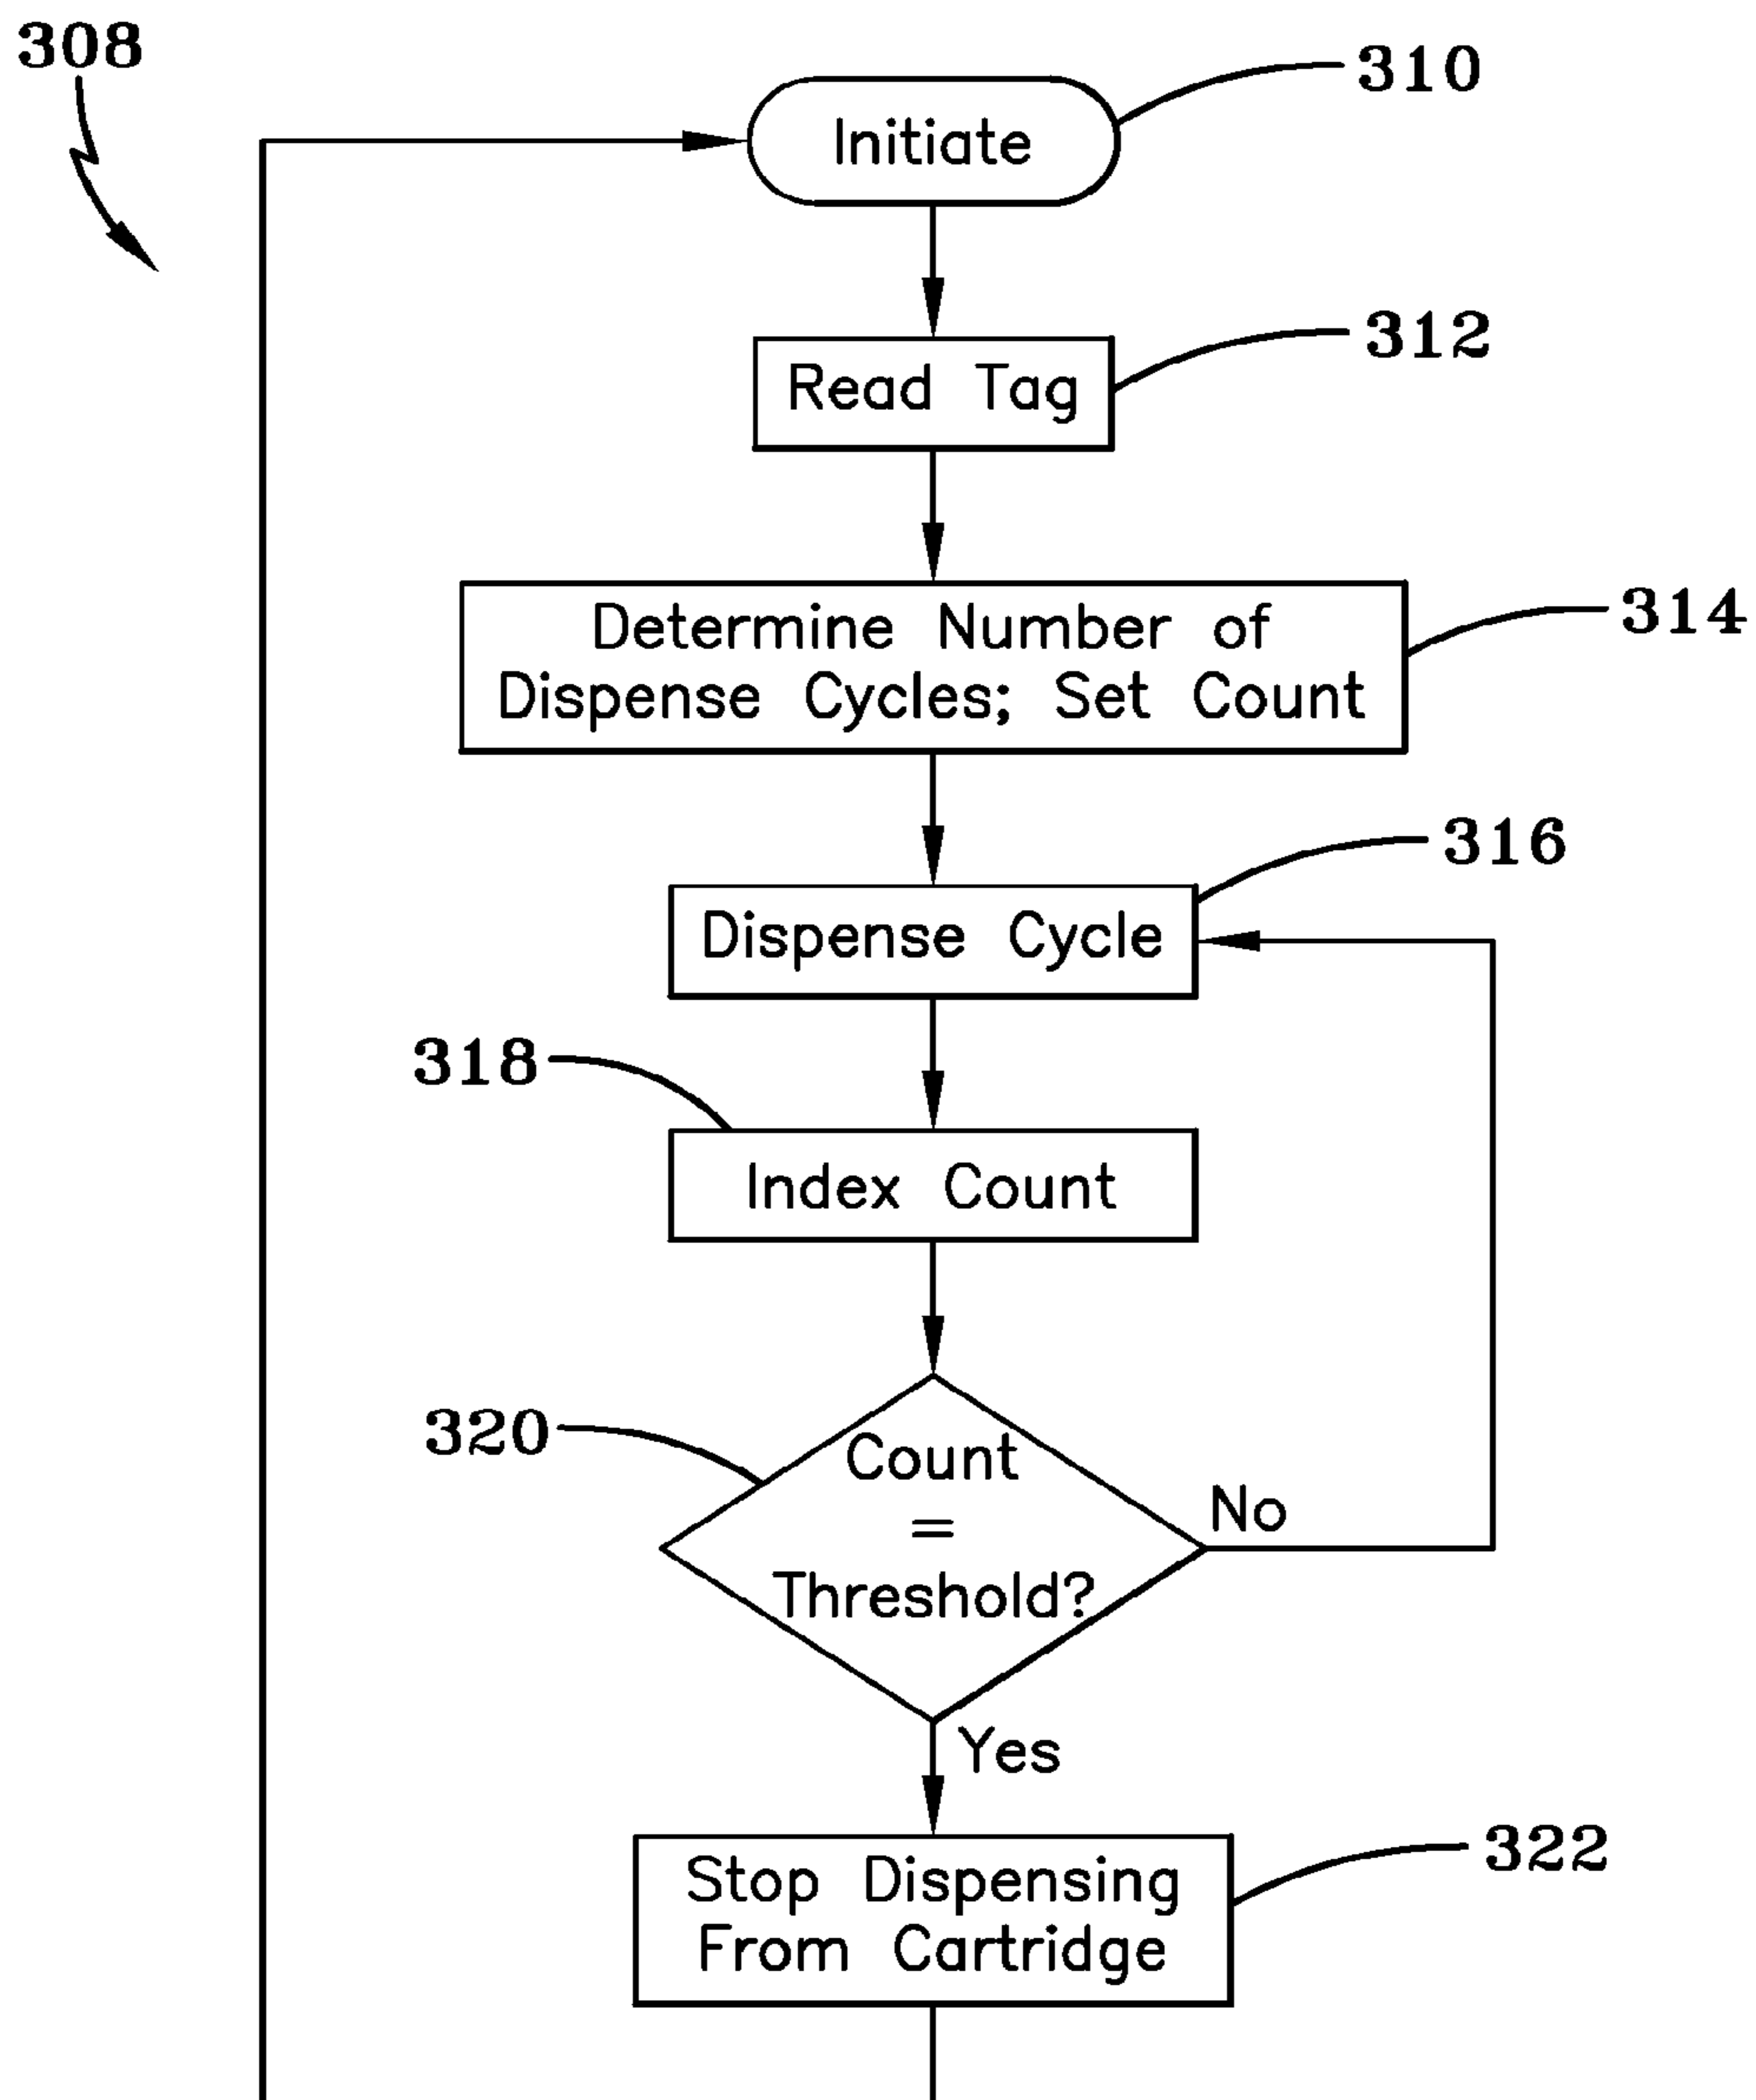 308
310
Initiate
312
Read Tag
314
Determine Number of
Dispense Cycles; Set Count
316
Dispense Cycle
318
Index Count
320
Count
=
Threshold?
No
Yes
322
Stop Dispensing
From Cartridge